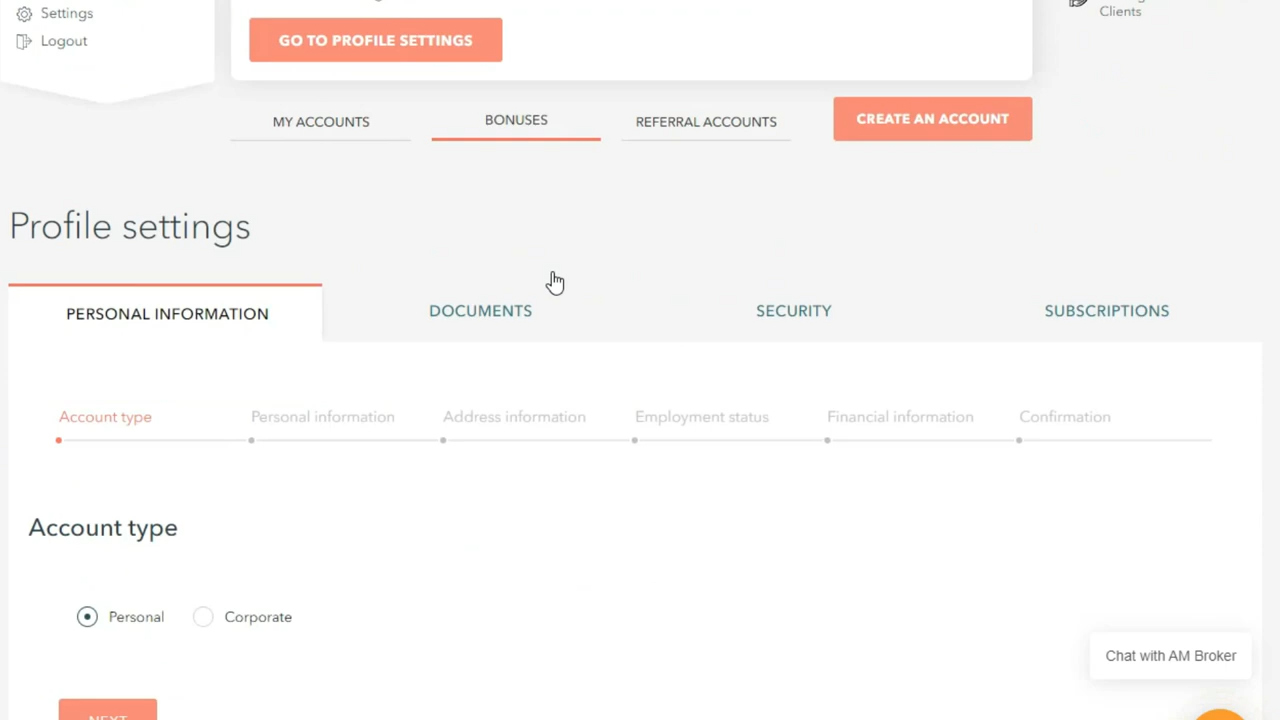 Settings
Logout
GO TO PROFILE SETTINGS
Clients
MY ACCOUNTS
BONUSES
REFERRAL ACCOUNTS
CREATE AN ACCOUNT
Profile settings
PERSONAL INFORMATION
DOCUMENTS
SECURITY
SUBSCRIPTIONS
Account type
Personal information
Address information
Employment status
Financial information
Confirmation
Account type
Personal
Corporate
Chat with AM Broker
NEXT